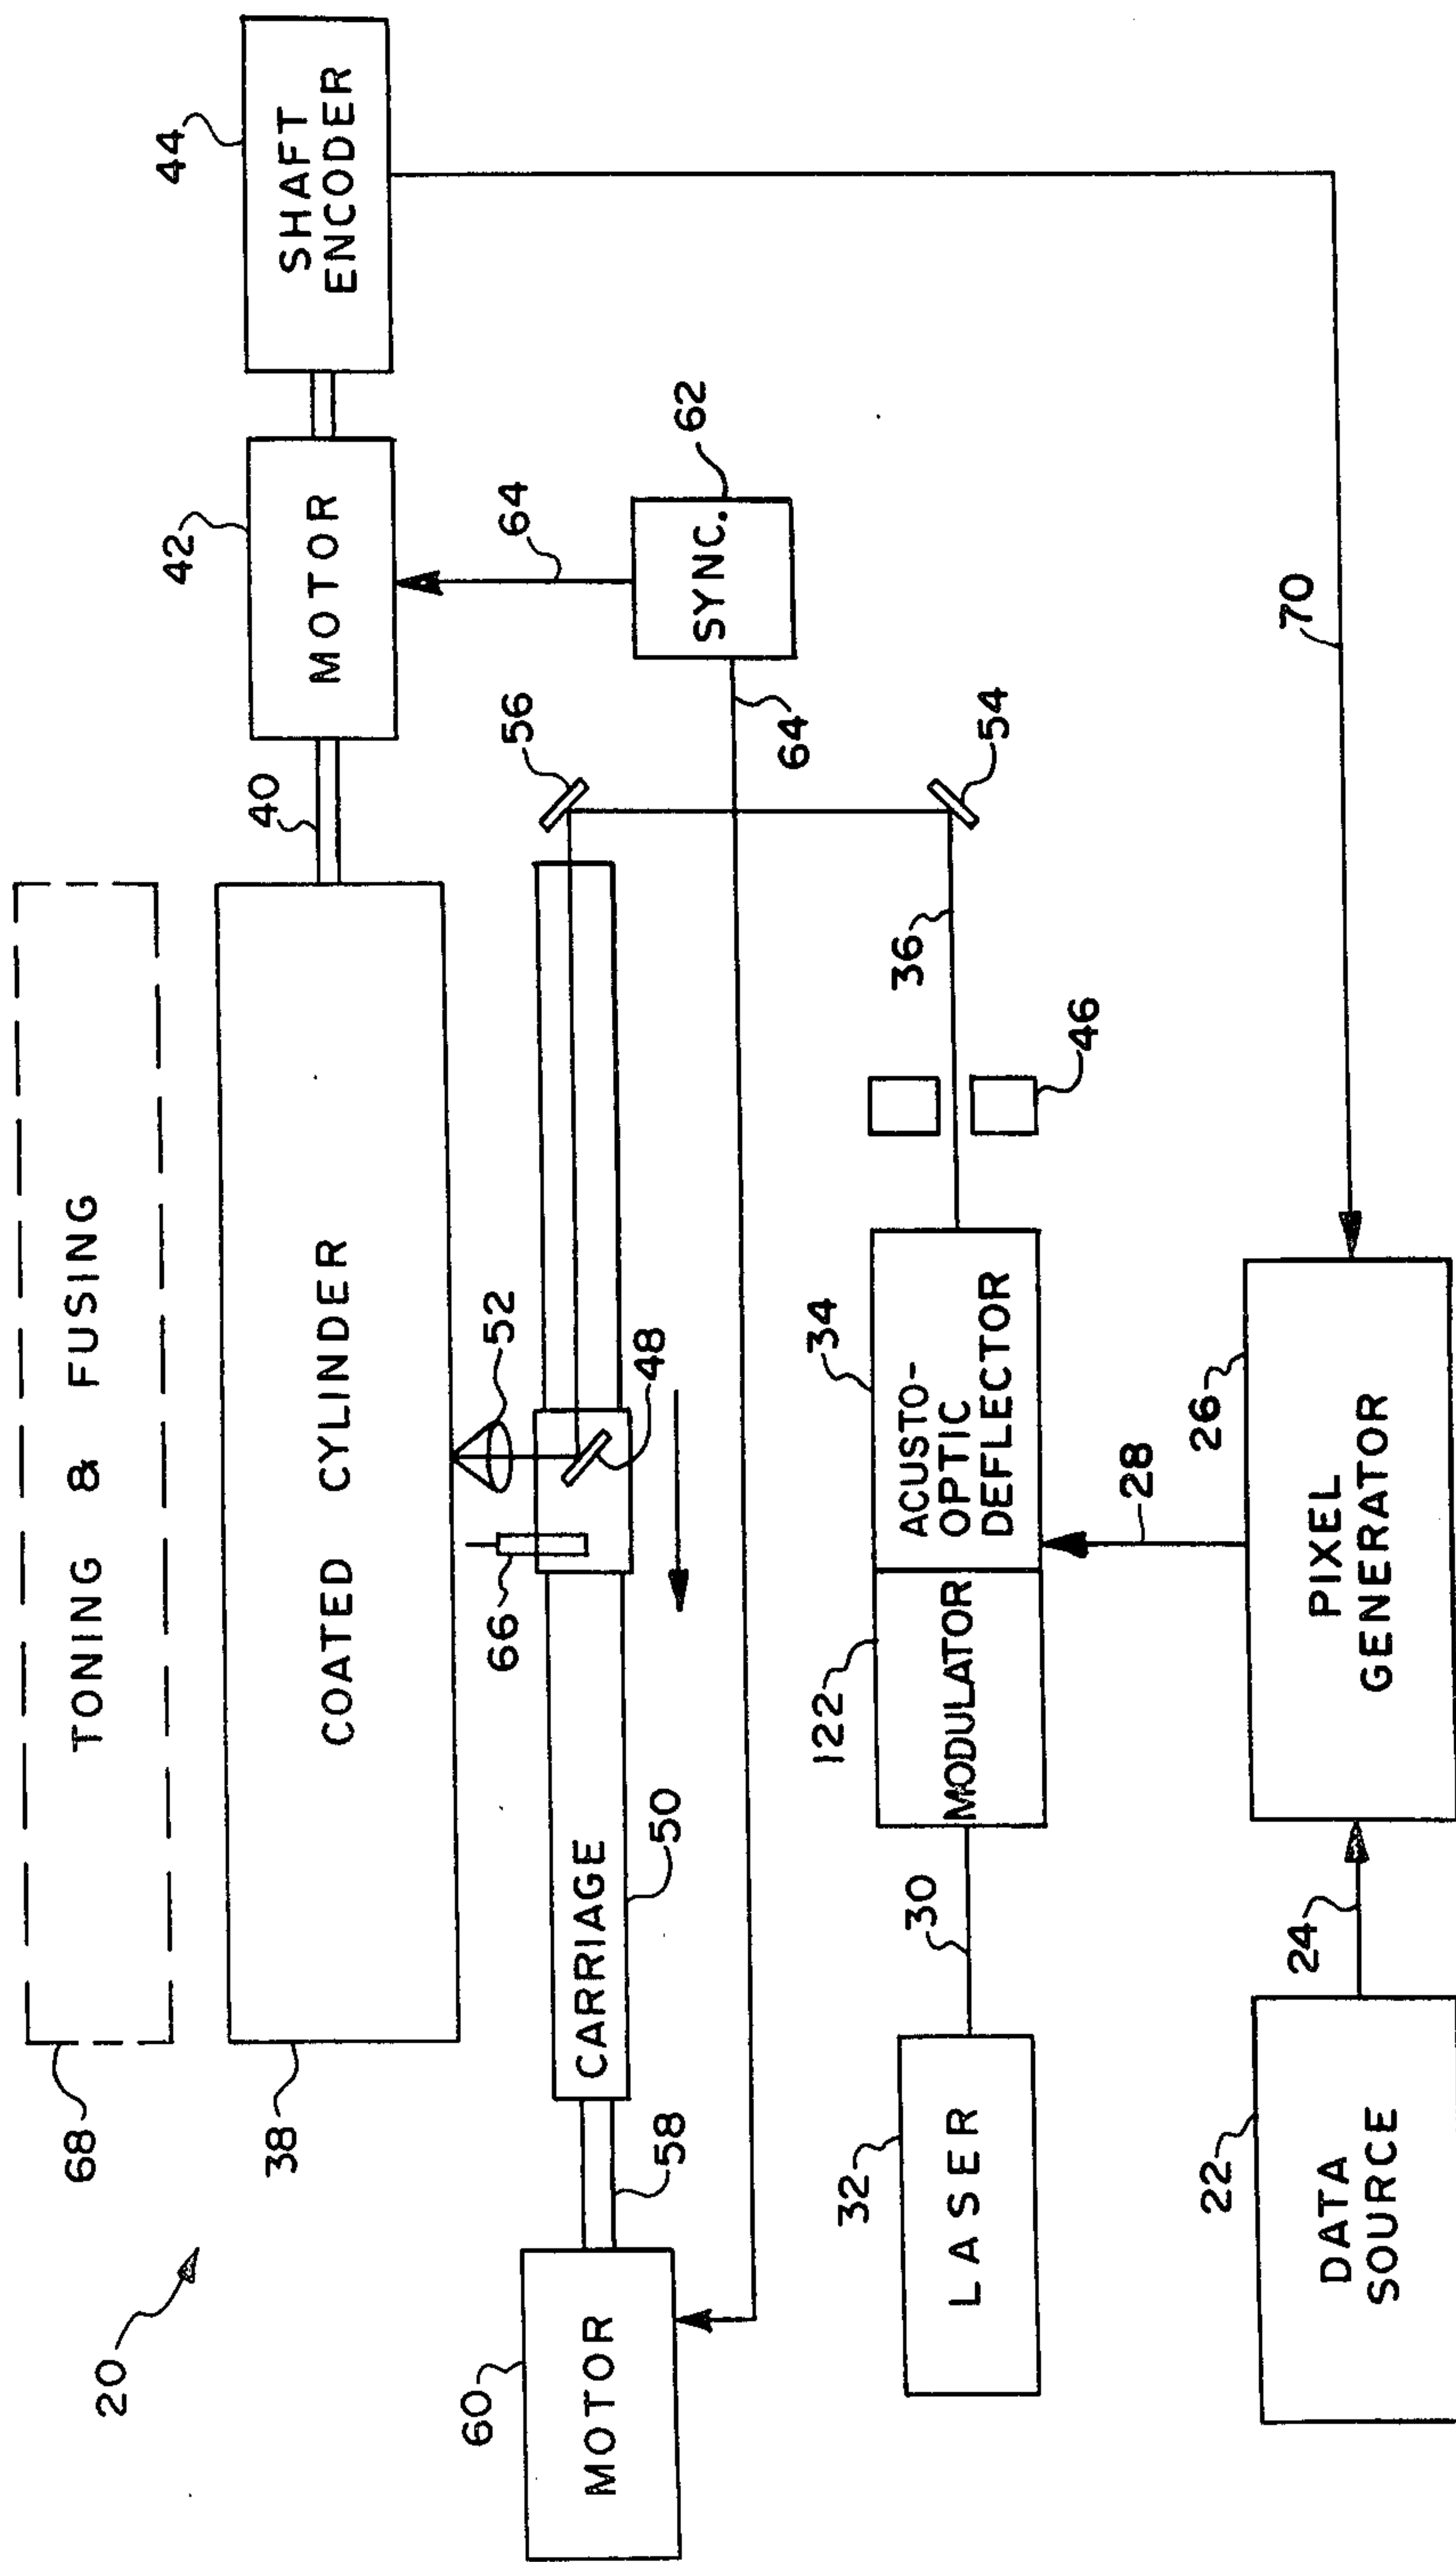 68
TONING & FUSING
20
38
COATED CYLINDER
40
42
MOTOR
44
SHAFT
ENCODER
60
MOTOR
58
CARRIAGE
50
66
52
48
56
64
SYNC.
62
64
54
32
LASER
30
122
MODULATOR
34
ACUSTO-
OPTIC
DEFLECTOR
46
36
70
22
DATA
SOURCE
24
28
26
PIXEL
GENERATOR